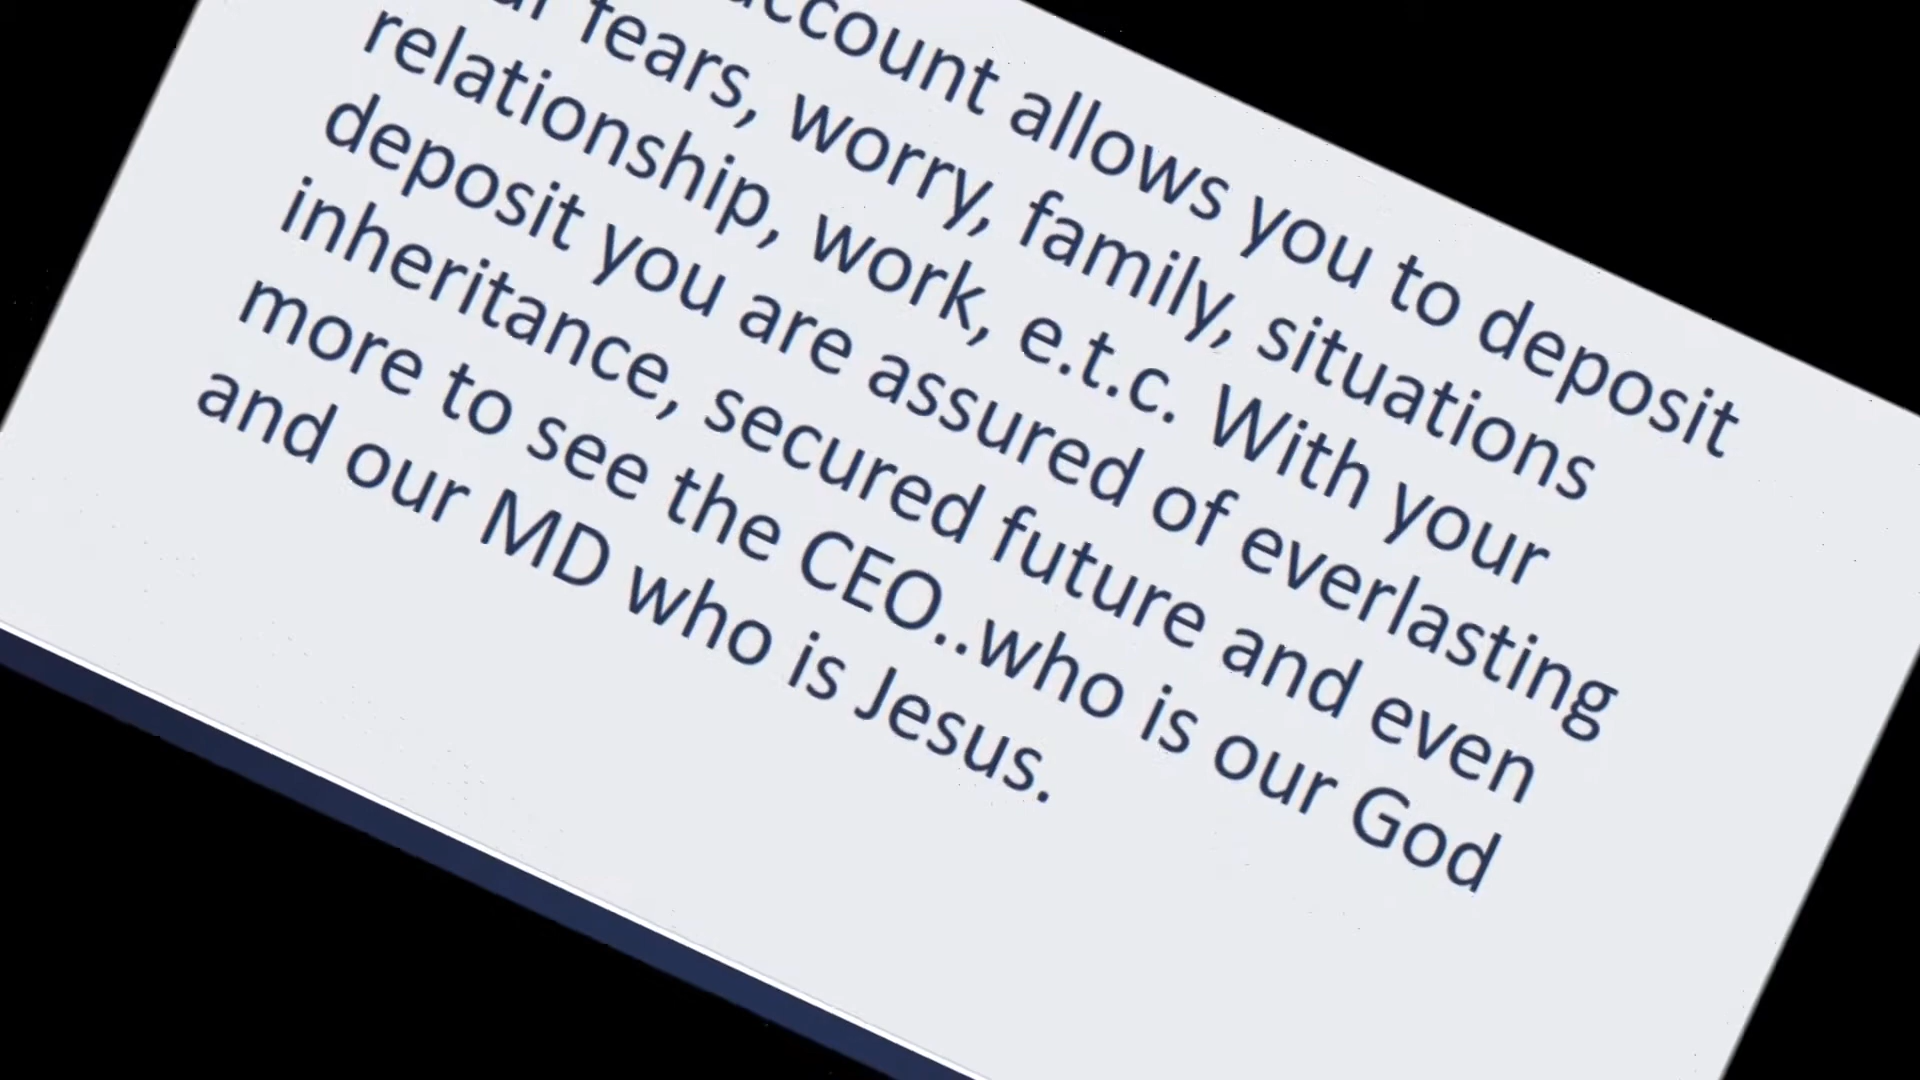 account allows you to deposit
fears, worry, family, situations
relationship, work, e.t.c. With your
deposit you are assured of everlasting
inheritance, secured future and even
more to see the CEO..who is our God
and our MD who is Jesus.